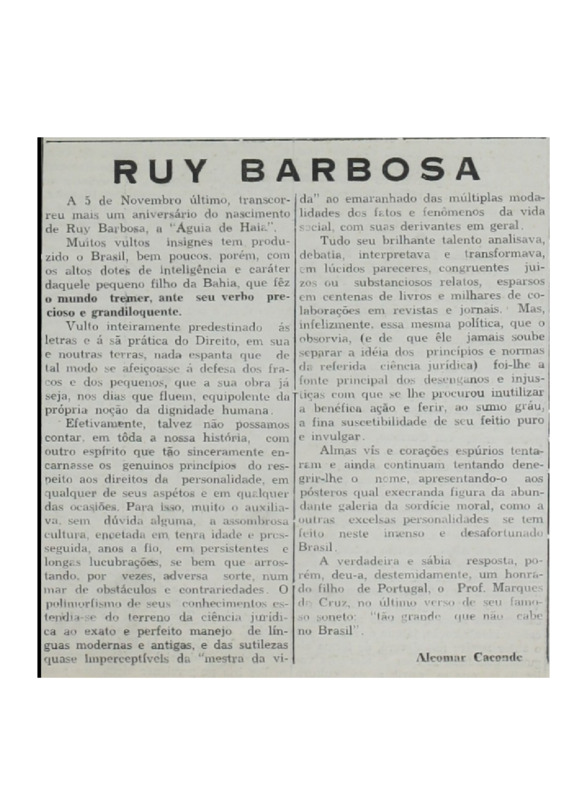 RUY BARBOSA
A 5 de Novembro último, transcor-
reu mais um aniversário do nascimento
de Ruy Barbosa, a "Águia de Haia".
Muitos vultos insignes tem produ-
zido o Brasil, bem poucos, porém, com
os altos dotes de inteligência e caráter
daquele pequeno filho da Bahia, que fêz
o mundo tremer, ante seu verbo pre-
cioso e grandiloquente.
Vulto inteiramente predestinado ás
letras e á sã prática do Direito, em sua
e noutras terras, nada espanta que de
tal modo se afeiçoasse á defesa dos fra-
cos e dos pequenos, que a sua obra já
seja, nos dias que fluem, equipolente da
própria noção da dignidade humana.
Efetivamente, talvez não possamos
contar, em tôda a nossa história, com
outro espírito que tão sinceramente en-
carnasse os genuinos princípios do res-
peito aos direitos da personalidade, em
qualquer de seus aspétos e em qualquer
das ocasiões. Para isso, muito o auxilia-
va, sem dúvida alguma, a assombrosa
cultura, encetada em tenra idade e pros-
seguida, anos a fio, em persistentes e
longas lucubrações, se bem que arros-
tando, por vezes, adversa sorte, num
mar de obstáculos e contrariedades. O
polimorfismo de seus conhecimentos es-
tendia-se do terreno da ciência jurídi-
ca ao exato e perfeito manejo de lín-
guas modernas e antigas, e das sutilezas
quase imperceptíveis da "mestra da vi-
da" ao emaranhado das múltiplas moda-
lidades dos fatos e fenômenos da vida
social, com suas derivantes em geral.
Tudo seu brilhante talento analisava,
debatia, interpretava e transformava,
em lúcidos pareceres, congruentes juí-
zos ou substanciosos relatos, esparsos
em centenas de livros e milhares de co-
laborações em revistas e jornais. Mas,
infelizmente, essa mesma política, que o
absorvia, (e de que êle jamais soube
separar a idéia dos princípios e normas
da referida ciência jurídica) foi-lhe a
fonte principal dos desenganos e injus-
tiças com que se lhe procurou inutilizar
a benéfica ação e ferir, ao sumo gráu,
a fina suscetibilidade de seu feitio puro
e invulgar.
Almas vís e corações espúrios tenta-
ram e ainda continuam tentando dene-
grir-lhe o nome, apresentando-o aos
pósteros qual execranda figura da abun-
dante galeria da sordície moral, como a
outras excelsas personalidades se tem
feito neste imenso e desafortunado
Brasil.
A verdadeira e sábia resposta, po-
rém, deu-a, destemidamente, um honra-
do filho de Portugal, o Prof. Marques
da Cruz, no último verso de seu famo-
so soneto: "tão grande que não cabe
no Brasil".
Alcomar Caconde